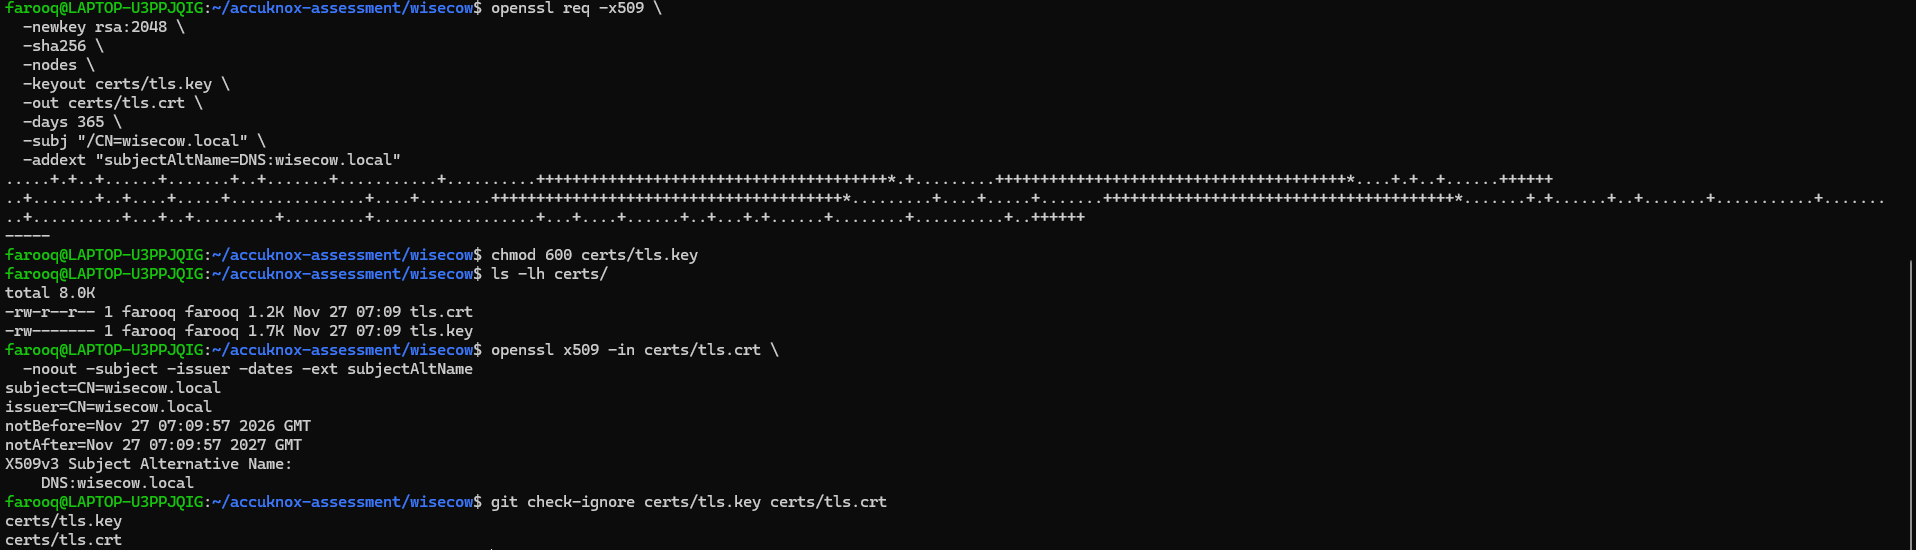 farooq@LAPTOP-U3PPJQIG:~/accuknox-assessment/wisecow$ openssl req -x509 \
  -newkey rsa:2048 \
  -sha256 \
  -nodes \
  -keyout certs/tls.key \
  -out certs/tls.crt \
  -days 365 \
  -subj "/CN=wisecow.local" \
  -addext "subjectAltName=DNS:wisecow.local"
.....+.+..+......+.......+..+.......+...........+..........+++++++++++++++++++++++++++++++++++++++*.+.........+++++++++++++++++++++++++++++++++++++++*....+.+..+......++++++
..+.......+..+....+.....+...............+....+........+++++++++++++++++++++++++++++++++++++++*.........+....+.....+.......+++++++++++++++++++++++++++++++++++++++*.......+.+......+..+.......+...........+.......
..+..........+...+..+.........+.........+..................+...+....+......+..+...+.+......+........+..........+..++++++
-----
farooq@LAPTOP-U3PPJQIG:~/accuknox-assessment/wisecow$ chmod 600 certs/tls.key
farooq@LAPTOP-U3PPJQIG:~/accuknox-assessment/wisecow$ ls -lh certs/
total 8.0K
-rw-r--r-- 1 farooq farooq 1.2K Nov 27 07:09 tls.crt
-rw------- 1 farooq farooq 1.7K Nov 27 07:09 tls.key
farooq@LAPTOP-U3PPJQIG:~/accuknox-assessment/wisecow$ openssl x509 -in certs/tls.crt \
  -noout -subject -issuer -dates -ext subjectAltName
subject=CN=wisecow.local
issuer=CN=wisecow.local
notBefore=Nov 27 07:09:57 2026 GMT
notAfter=Nov 27 07:09:57 2027 GMT
X509v3 Subject Alternative Name:
    DNS:wisecow.local
farooq@LAPTOP-U3PPJQIG:~/accuknox-assessment/wisecow$ git check-ignore certs/tls.key certs/tls.crt
certs/tls.key
certs/tls.crt